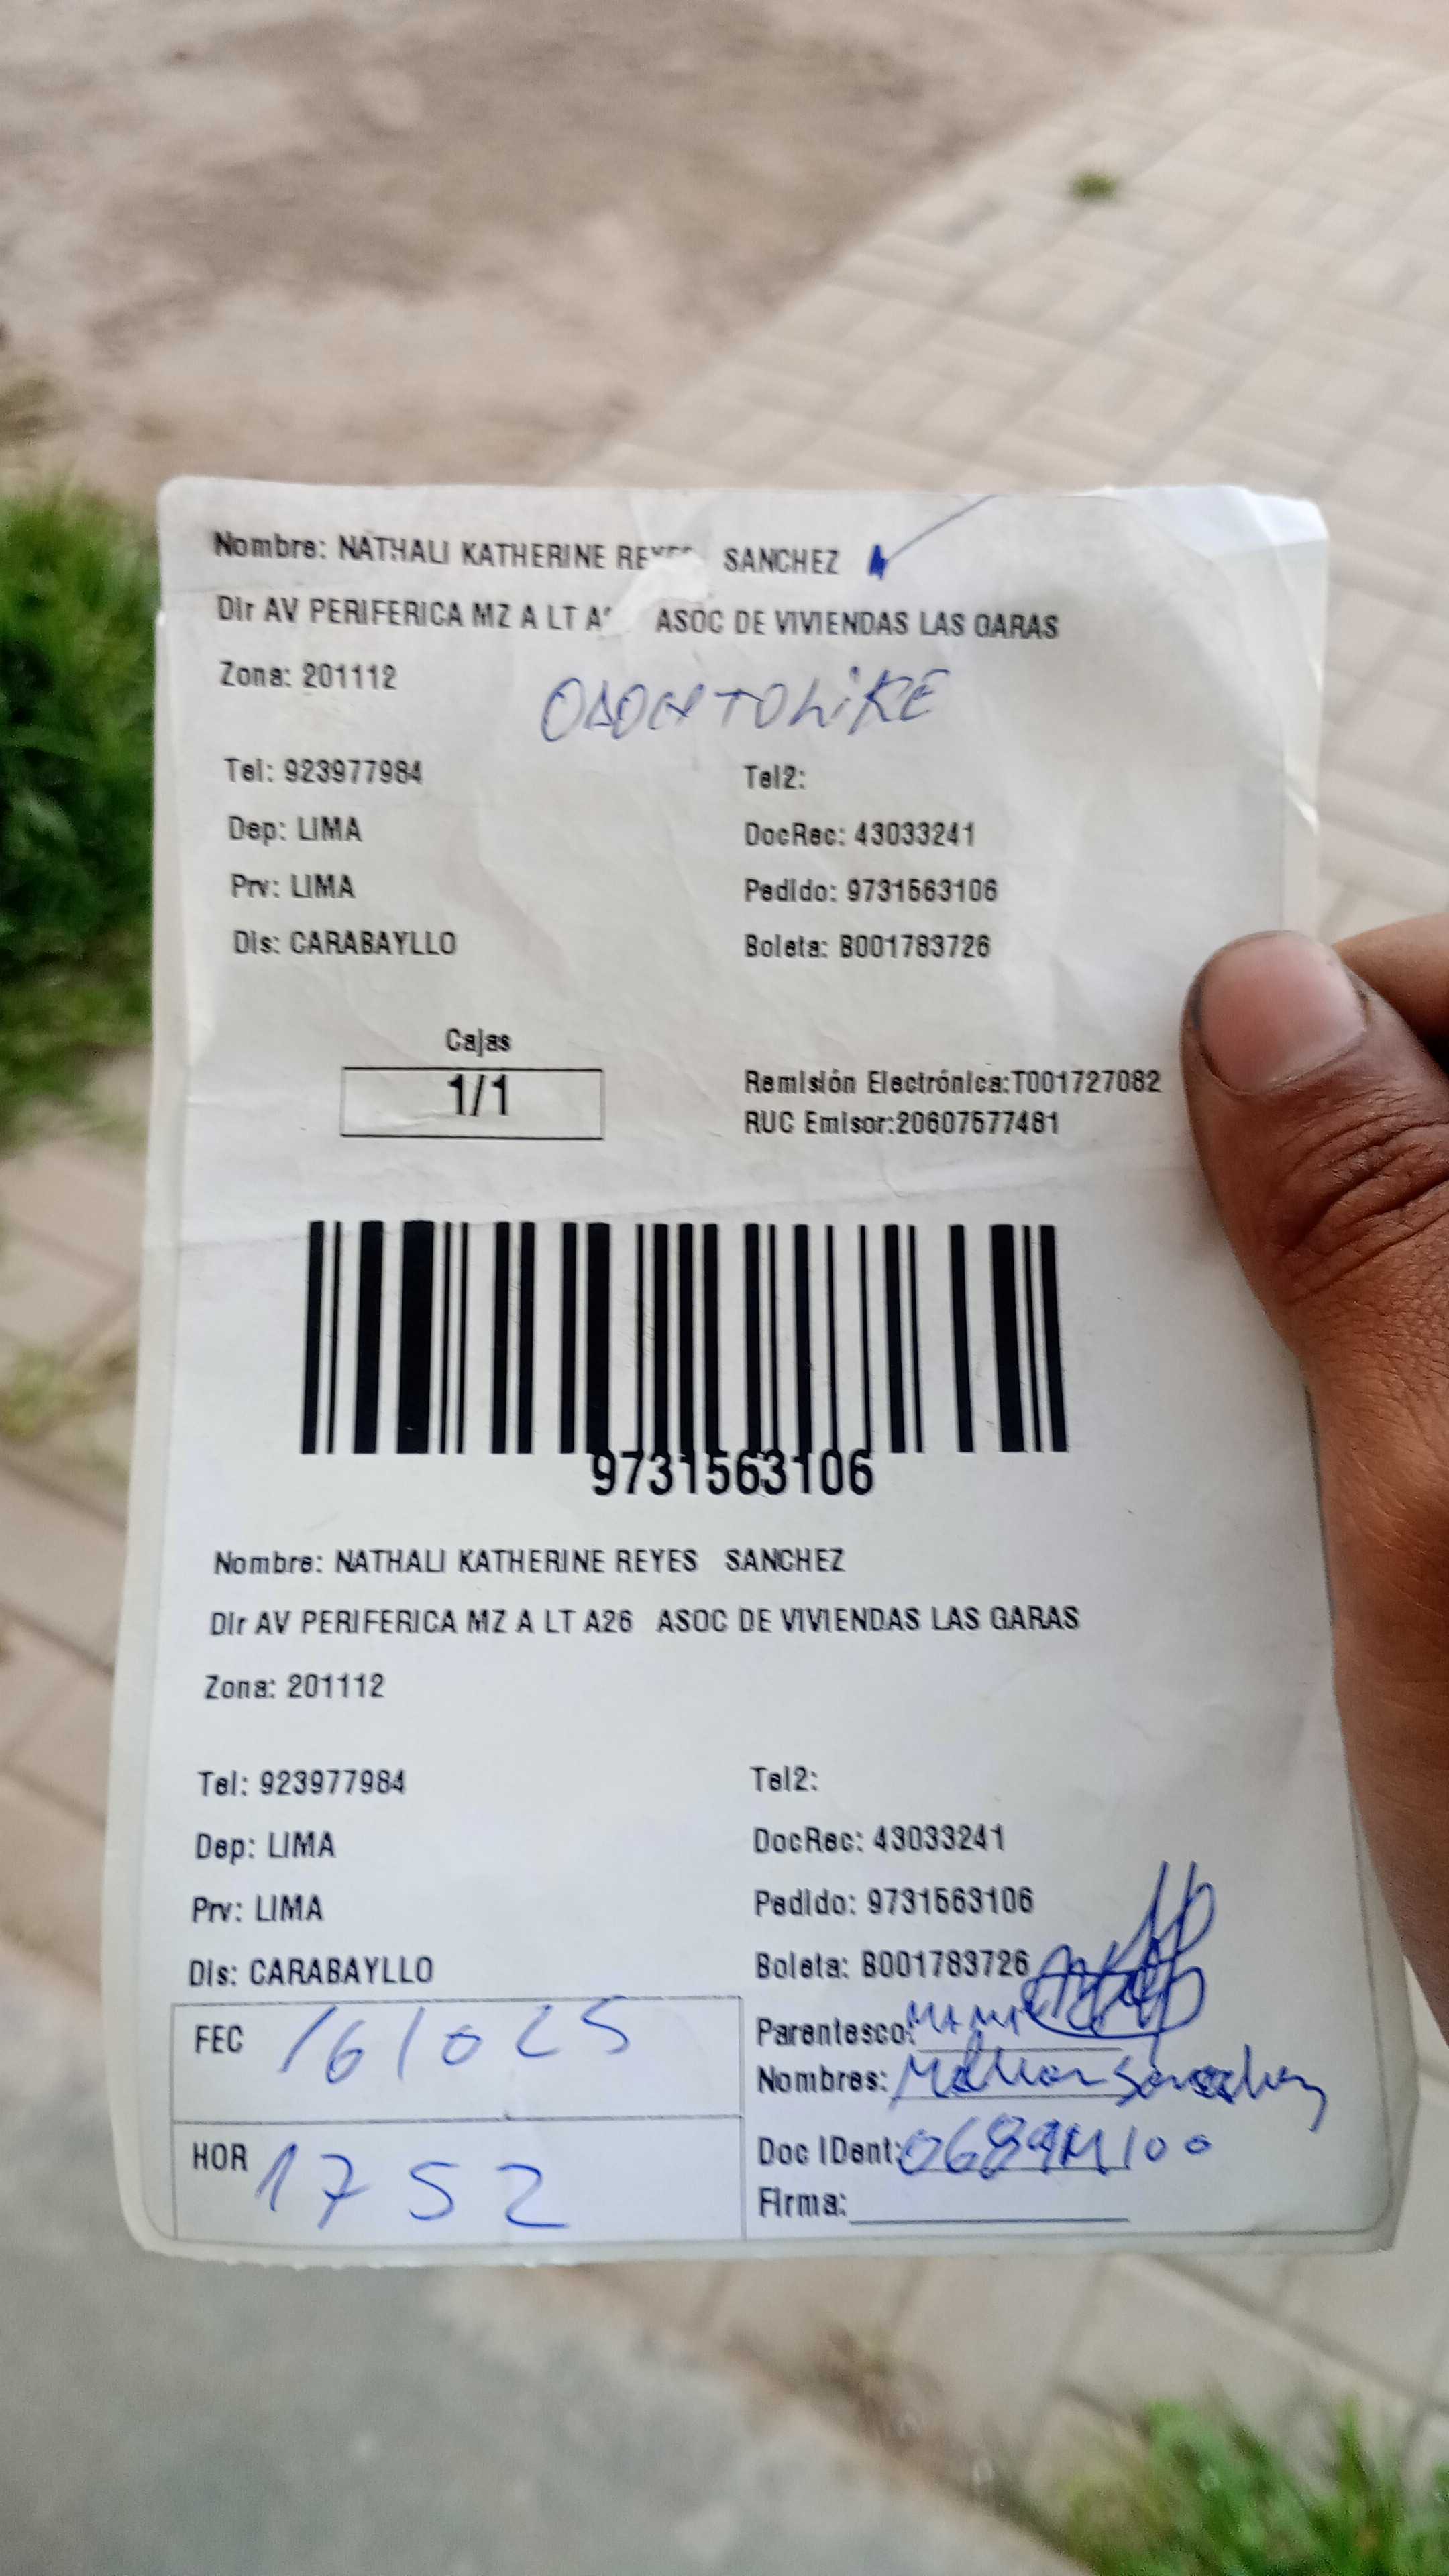 Nombre: NATHALI KATHERINE REYES SANCHEZ
Dir AV PERIFERICA MZ A LT A ASOC DE VIVIENDAS LAS GARAS
Zona: 201112
ODONTOLIKE
Tel: 923977984 Tel2:
Dep: LIMA DocRec: 43033241
Prv: LIMA Pedido: 9731563106
Dis: CARABAYLLO Boleta: B001783726
Cajas
1/1
Remisión Electrónica:T001727082
RUC Emisor:20607577481
9731563106
Nombre: NATHALI KATHERINE REYES SANCHEZ
Dir AV PERIFERICA MZ A LT A26 ASOC DE VIVIENDAS LAS GARAS
Zona: 201112
Tel: 923977984 Tel2:
Dep: LIMA DocRec: 43033241
Prv: LIMA Pedido: 9731563106
Dis: CARABAYLLO Boleta: B001783726
FEC 161025
Parentesco: MAMA
Nombres: Sanchez
HOR 1752
Doc IDent:
Firma: